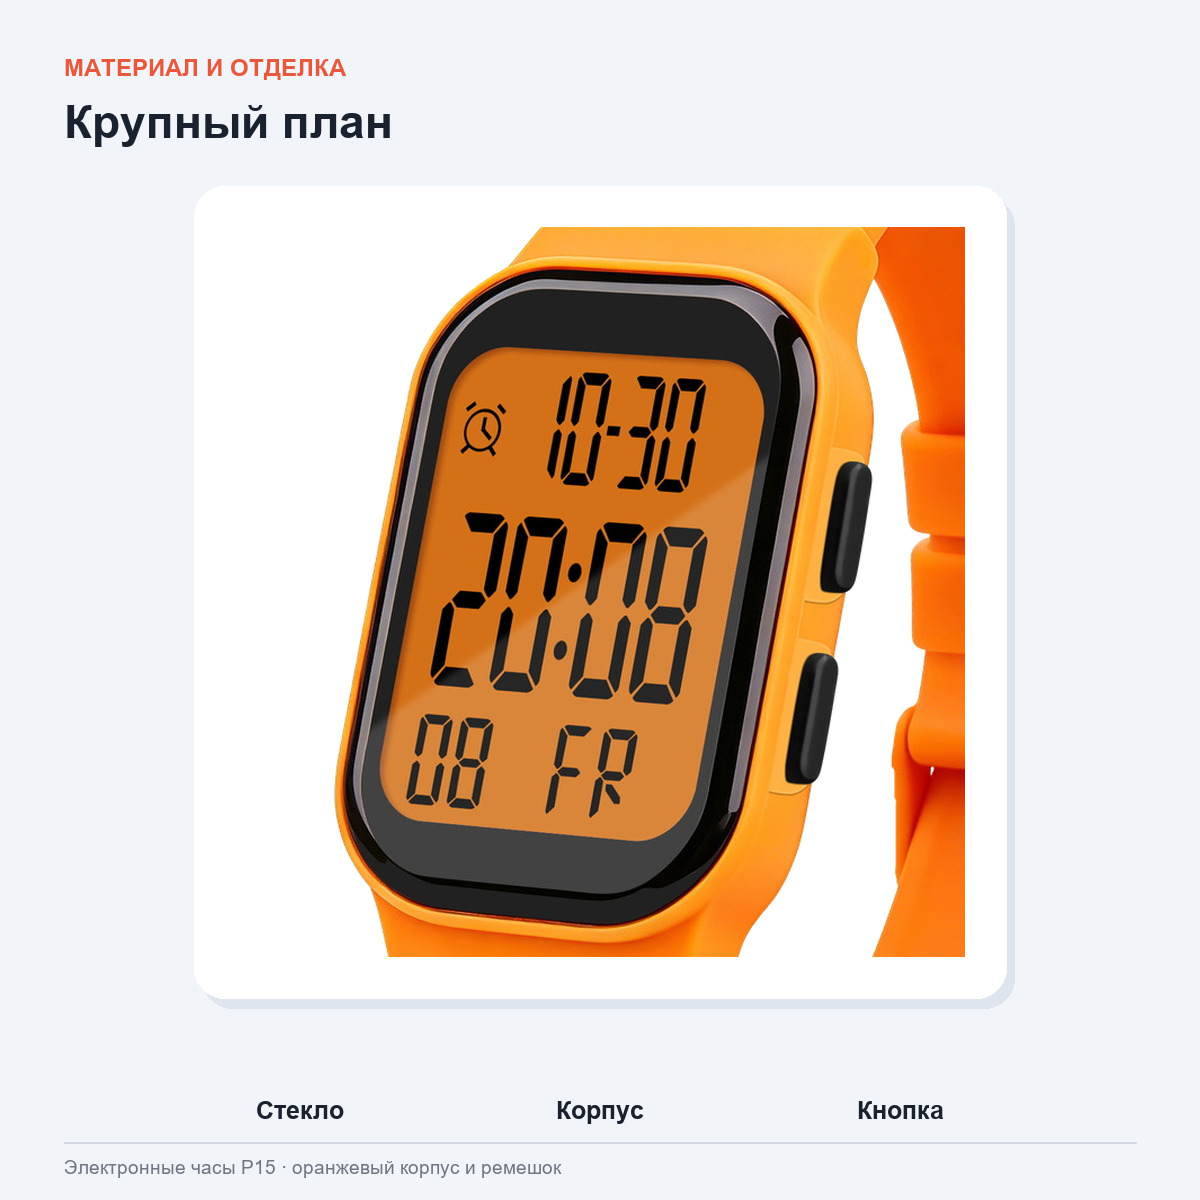 МАТЕРИАЛ И ОТДЕЛКА
Крупный план
10-30
20:08
08 FR
Стекло Корпус Кнопка
Электронные часы P15 · оранжевый корпус и ремешок